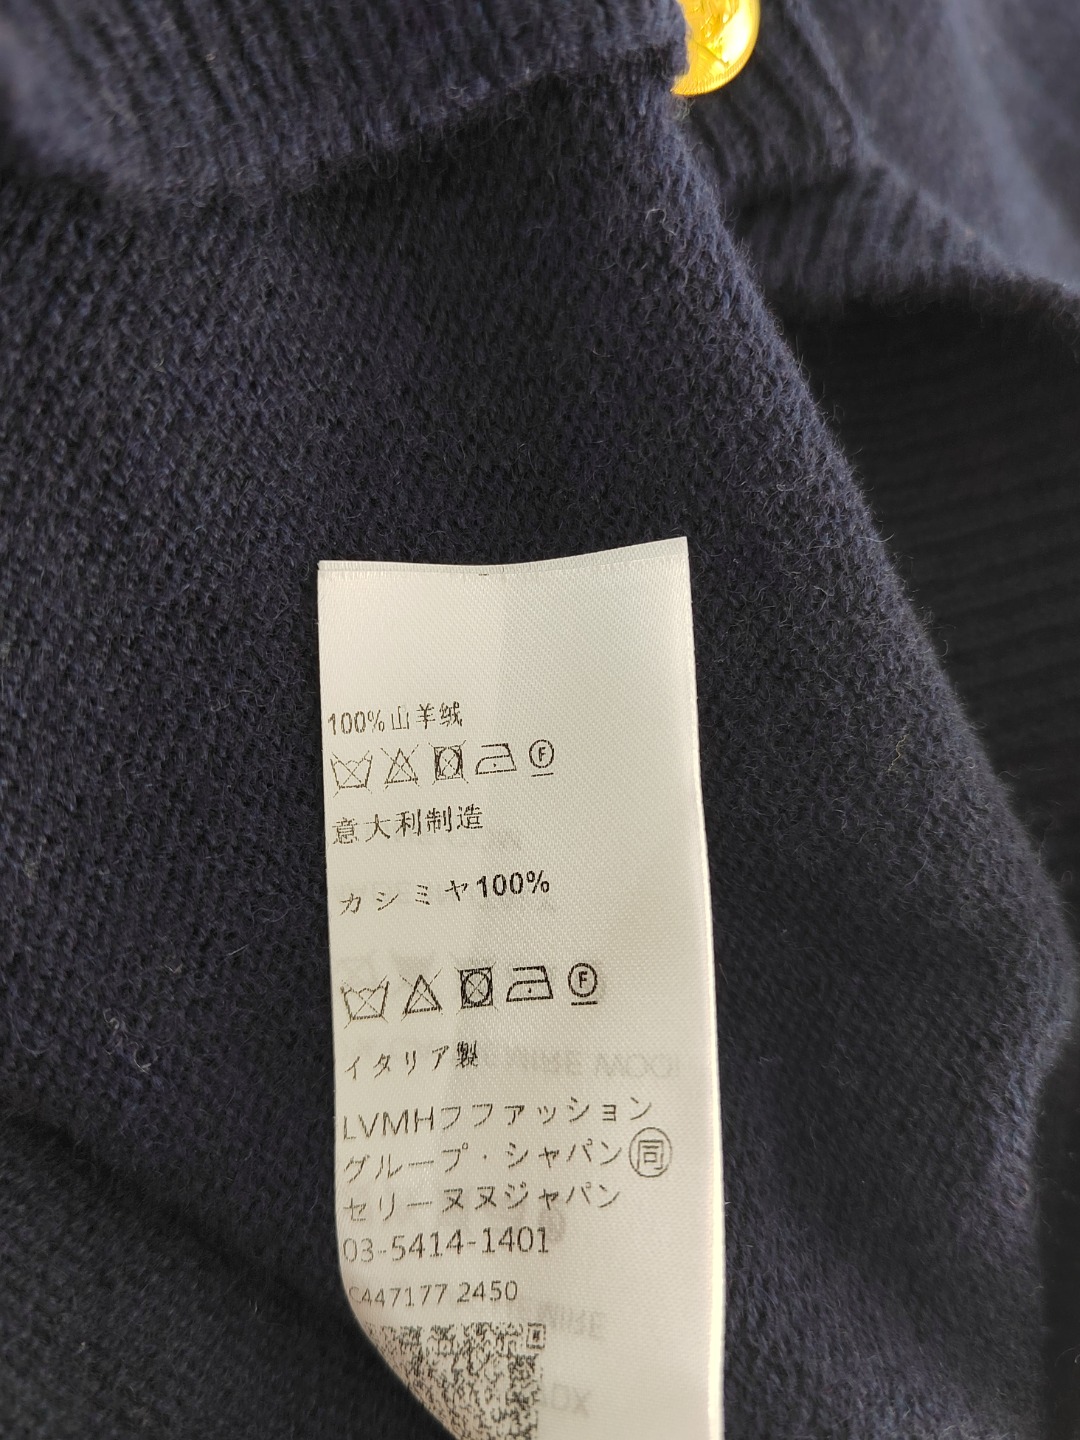 100%山羊绒
F
意大利制造
カシミヤ100%
F
イタリア製
LVMHフファッション
グループ・シャパン 同
セリーヌヌジャパン
03-5414-1401
C447177 2450